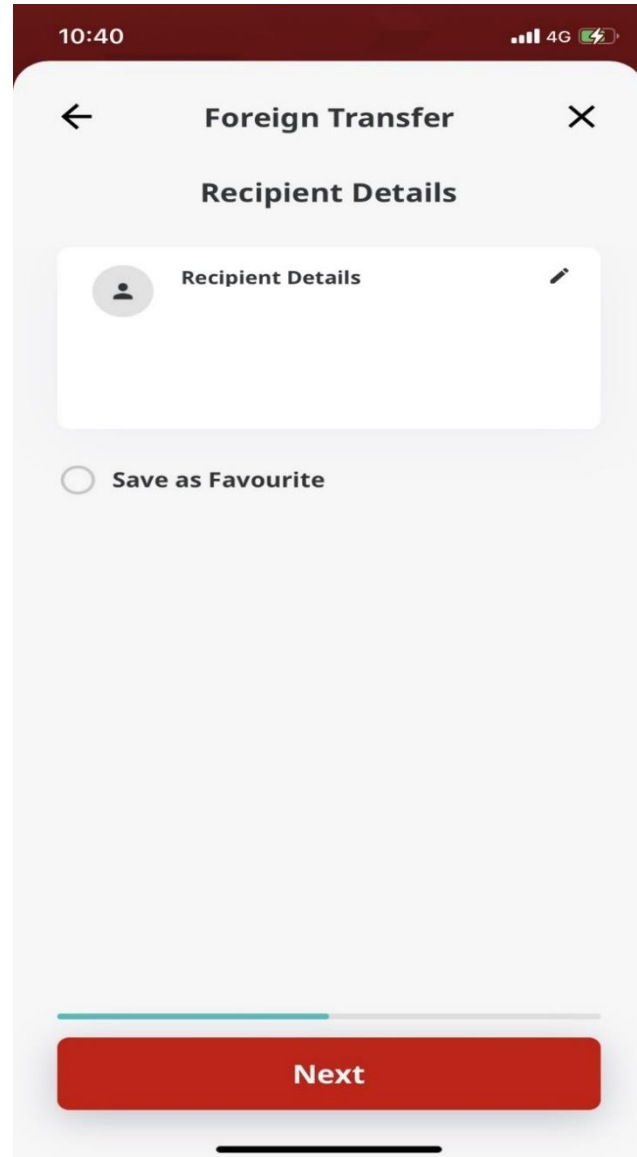 10:40
4G
Foreign Transfer
Recipient Details
Recipient Details
Save as Favourite
Next